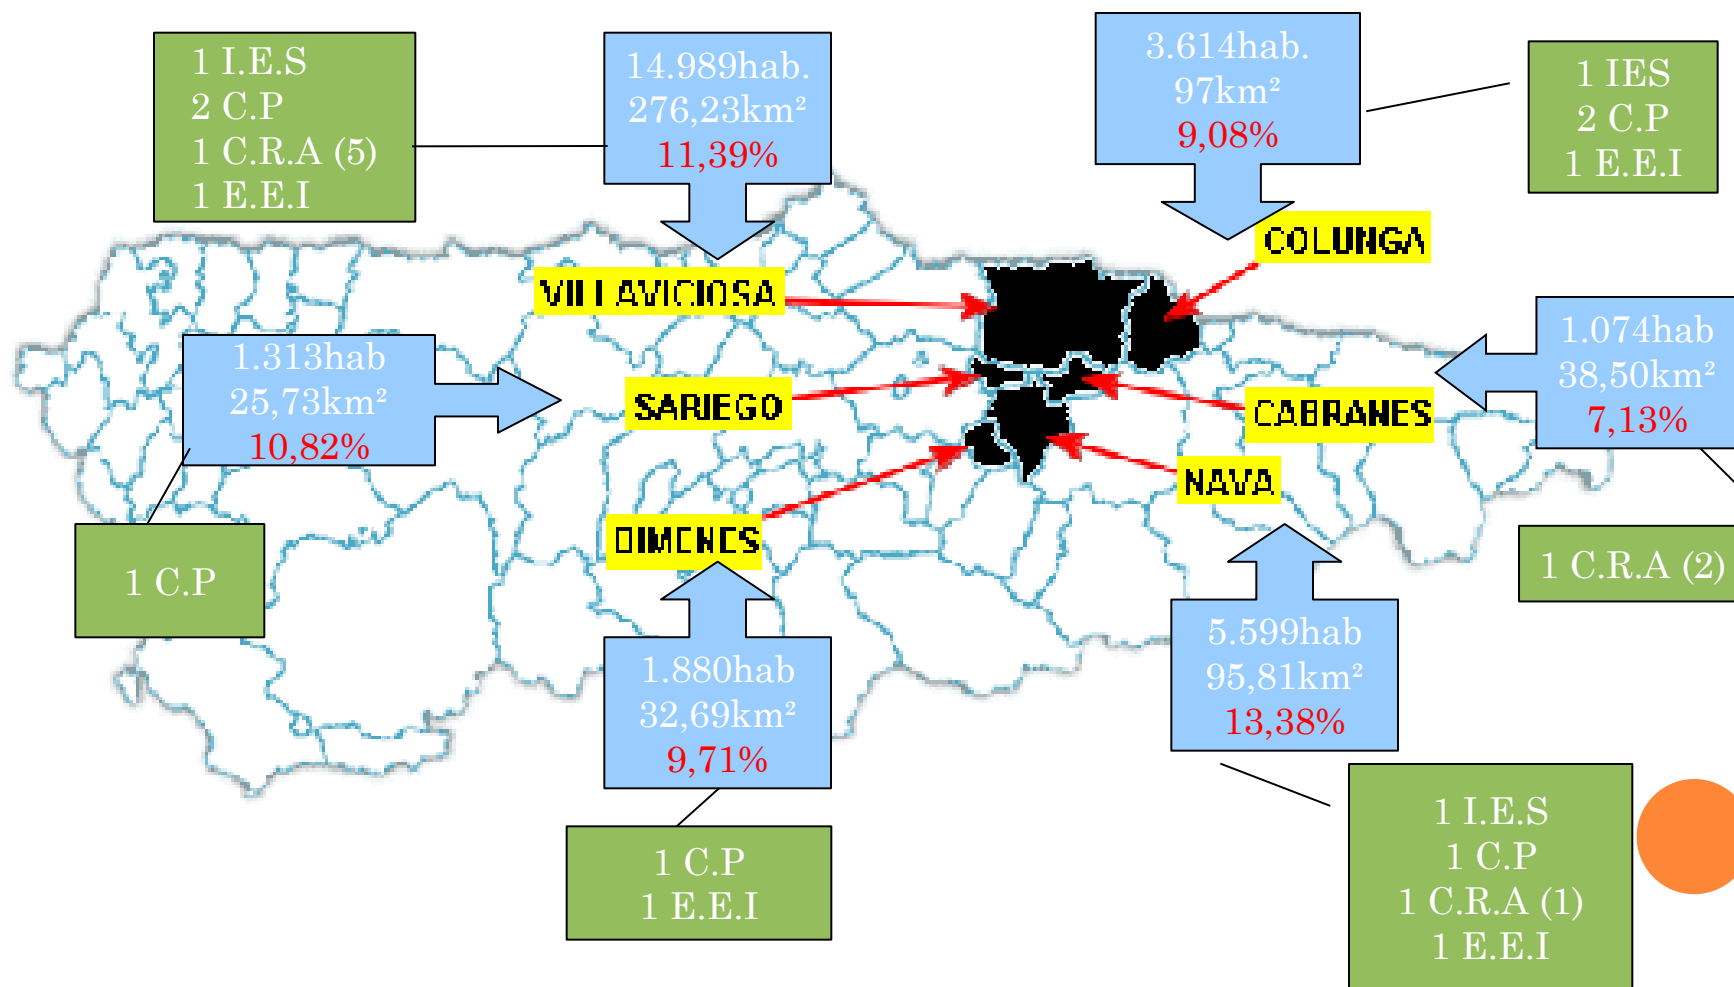 1 I.E.S
2 C.P
1 C.R.A (5)
1 E.E.I
14.989hab.
276,23km²
11,39%
3.614hab.
97km²
9,08%
1 IES
2 C.P
1 E.E.I
COLUNGA
VILLAVICIOSA
1.313hab
25,73km²
10,82%
SARIEGO
CABRANES
1.074hab
38,50km²
7,13%
NAVA
BIMENES
1 C.P
1 C.R.A (2)
1.880hab
32,69km²
9,71%
5.599hab
95,81km²
13,38%
1 C.P
1 E.E.I
1 I.E.S
1 C.P
1 C.R.A (1)
1 E.E.I